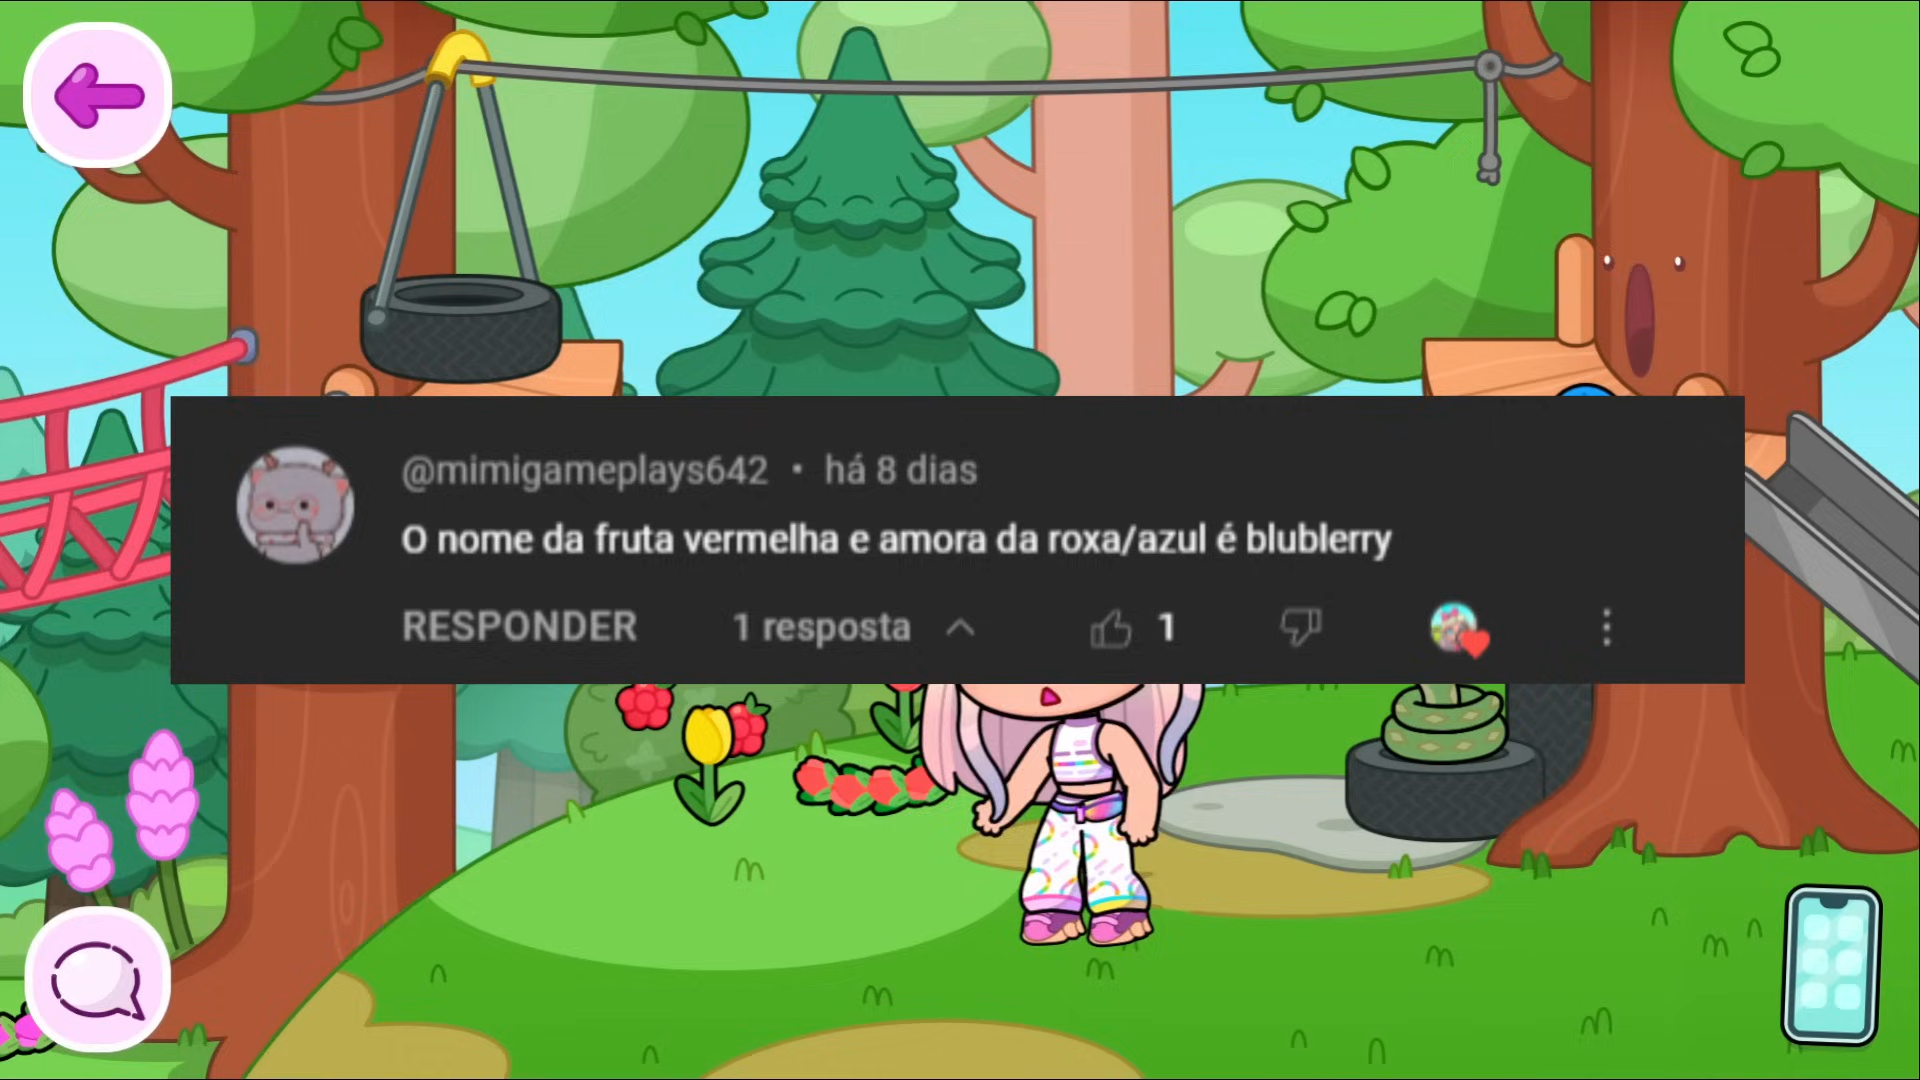 @mimigameplays642 • há 8 dias
O nome da fruta vermelha e amora da roxa/azul é blublerry
RESPONDER 1 resposta 1